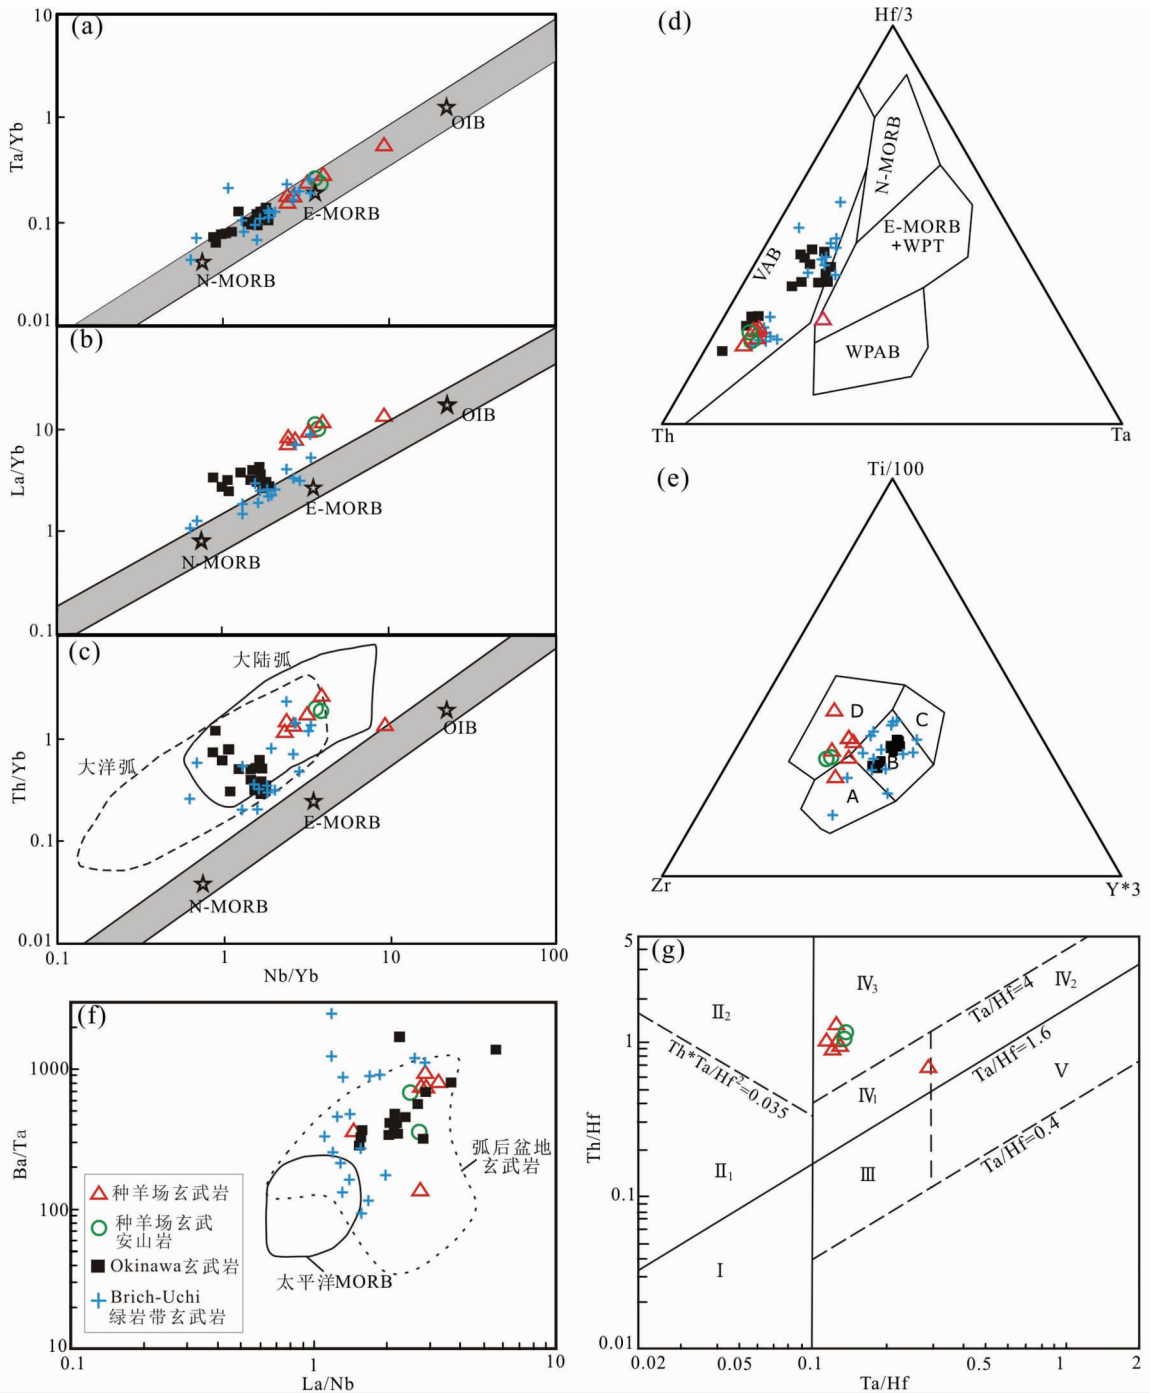 (a)
10
1
0.1
0.01
Ta/Yb
OIB
E-MORB
N-MORB
(b)
10
1
0.1
La/Yb
OIB
E-MORB
N-MORB
(c)
大陆弧
大洋弧
1
0.1
0.01
Th/Yb
OIB
E-MORB
N-MORB
0.1
1
10
100
Nb/Yb
(d)
Hf/3
N-MORB
E-MORB
+WPT
VAB
WPAB
Th
Ta
(e)
Ti/100
D
C
B
A
Zr
Y*3
(f)
1000
100
10
Ba/Ta
弧后盆地
玄武岩
太平洋MORB
种羊场玄武岩
种羊场玄武
安山岩
Okinawa玄武岩
Brich-Uchi
绿岩带玄武岩
0.1
1
10
La/Nb
(g)
5
1
0.1
0.01
Th/Hf
Ⅱ₂
Ⅳ₃
Ⅳ₂
Ta/Hf=4
Th*Ta/Hf²=0.035
Ta/Hf=1.6
Ⅳ₁
Ⅴ
Ⅱ₁
Ⅲ
Ta/Hf=0.4
Ⅰ
0.02
0.05
0.1
0.5
1
2
Ta/Hf